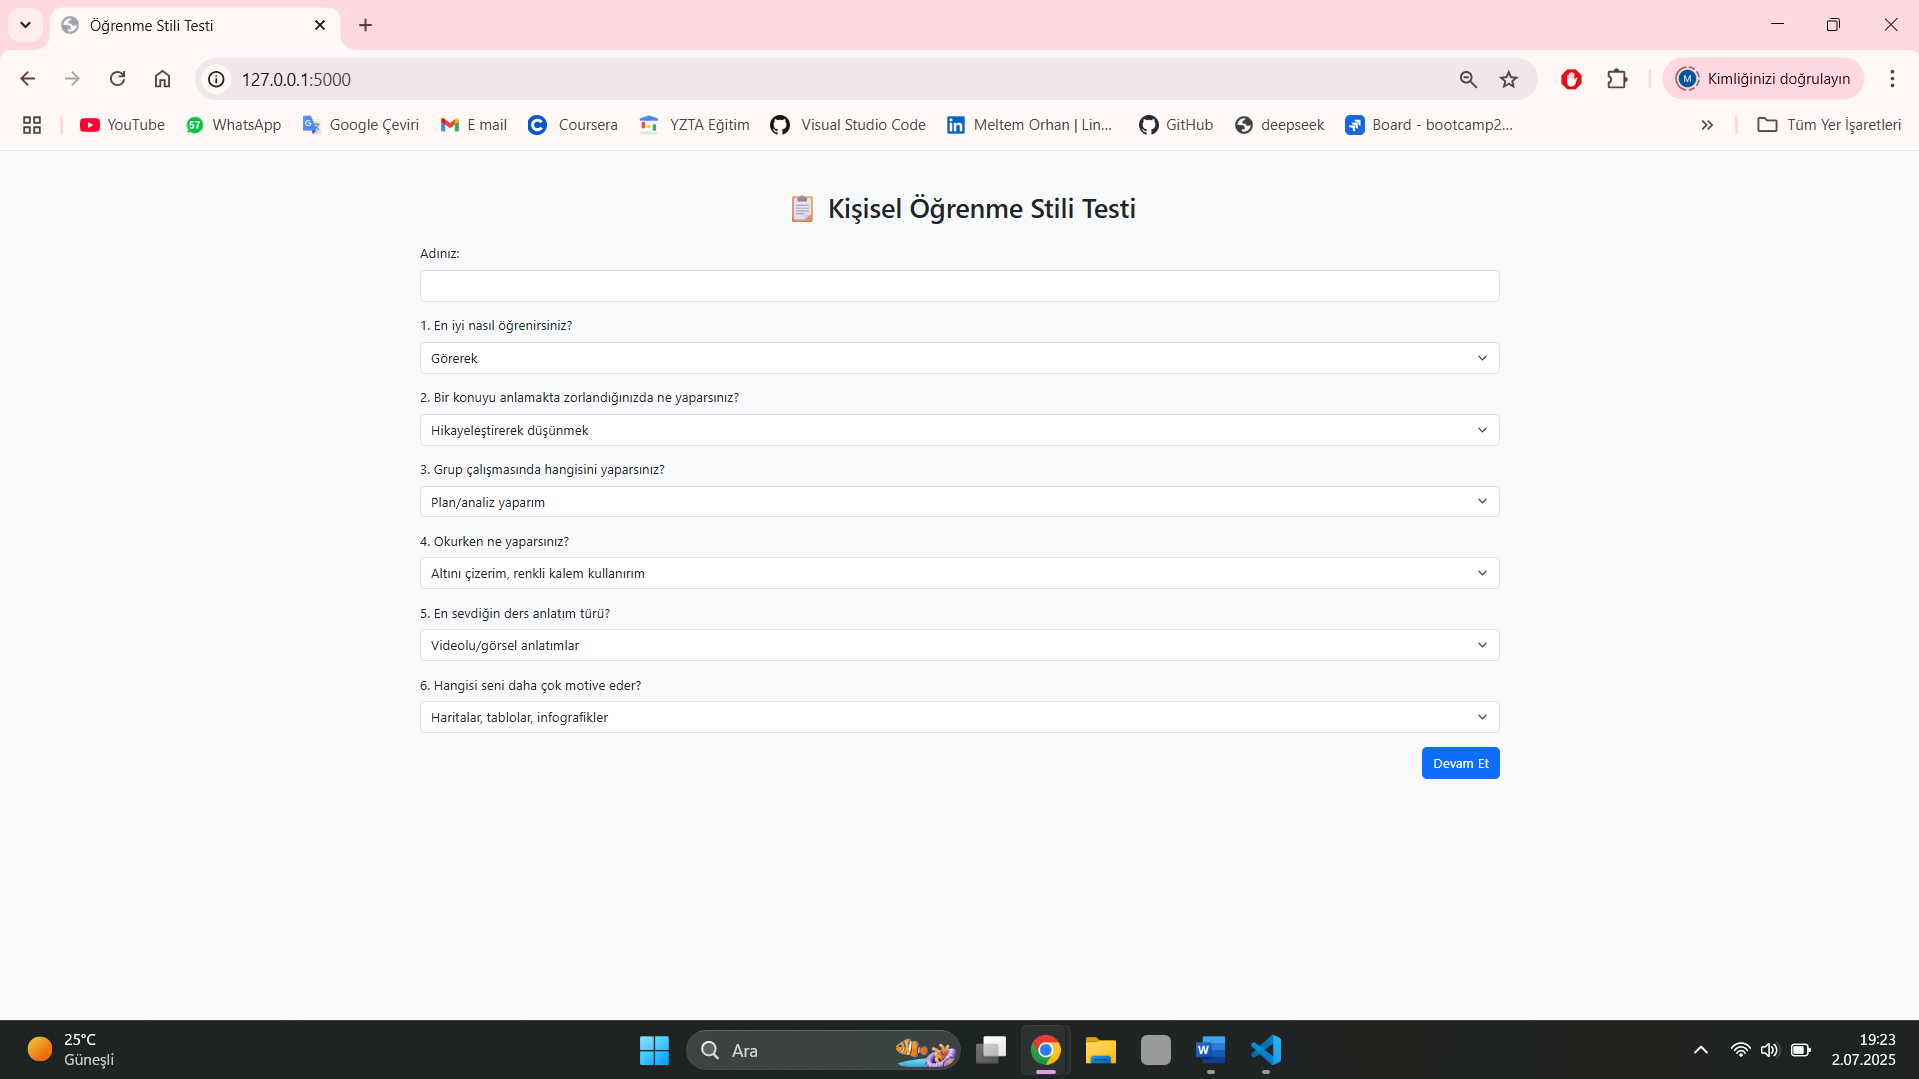 Öğrenme Stili Testi
127.0.0.1:5000
M Kimliğinizi doğrulayın
YouTube 57 WhatsApp Google Çeviri E mail Coursera YZTA Eğitim Visual Studio Code Meltem Orhan | Lin... GitHub deepseek Board - bootcamp2... Tüm Yer İşaretleri
Kişisel Öğrenme Stili Testi
Adınız:
1. En iyi nasıl öğrenirsiniz?
Görerek
2. Bir konuyu anlamakta zorlandığınızda ne yaparsınız?
Hikayeleştirerek düşünmek
3. Grup çalışmasında hangisini yaparsınız?
Plan/analiz yaparım
4. Okurken ne yaparsınız?
Altını çizerim, renkli kalem kullanırım
5. En sevdiğin ders anlatım türü?
Videolu/görsel anlatımlar
6. Hangisi seni daha çok motive eder?
Haritalar, tablolar, infografikler
Devam Et
25°C
Güneşli
Ara
19:23
2.07.2025